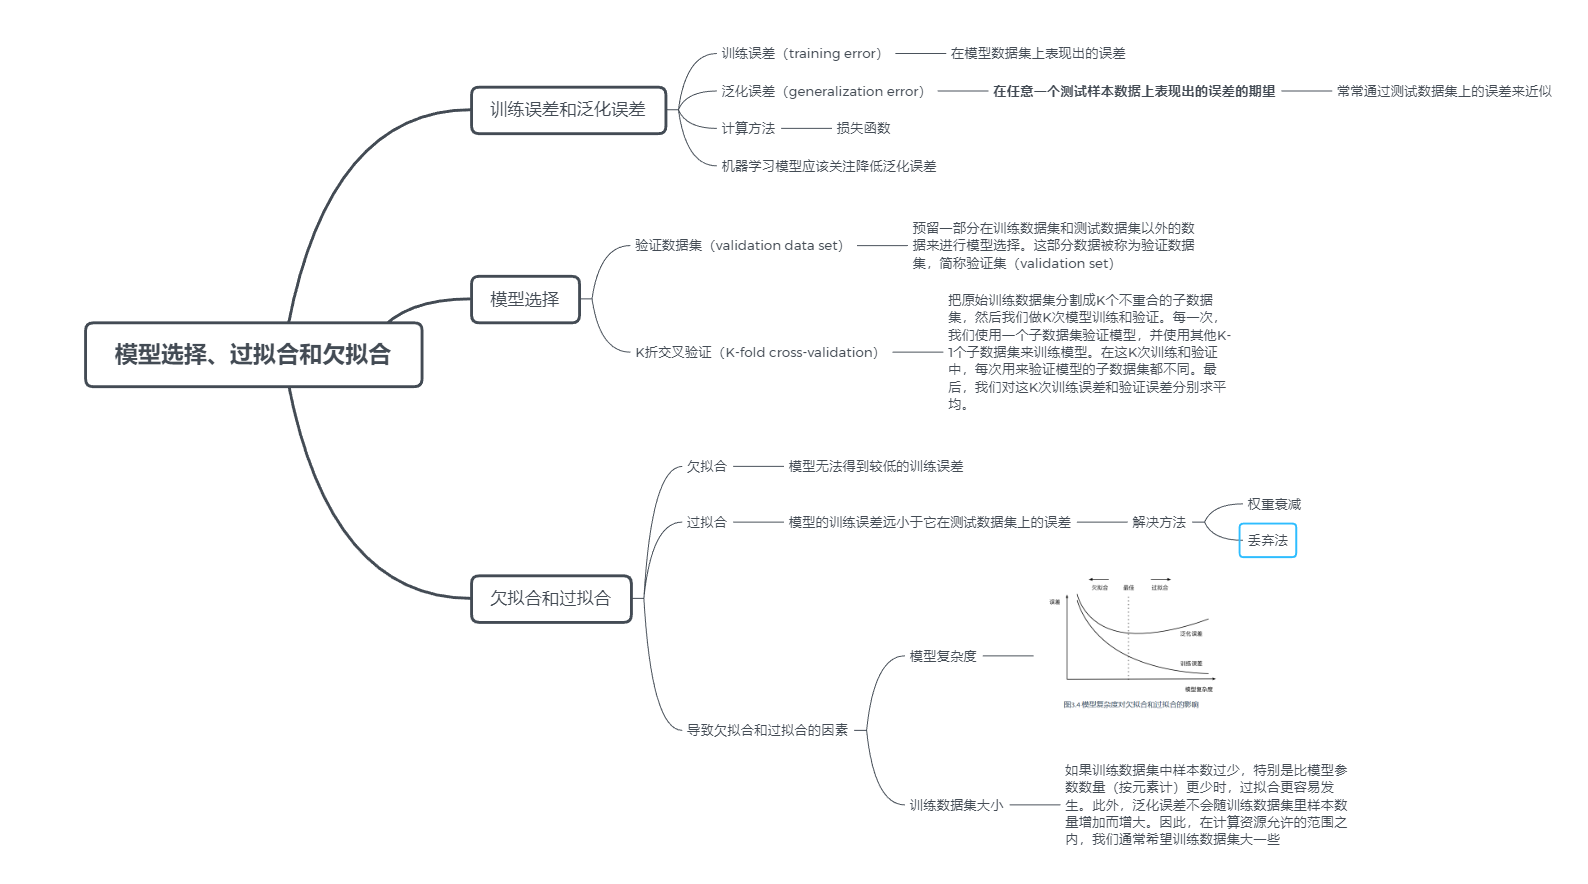 模型选择、过拟合和欠拟合
训练误差和泛化误差
训练误差（training error）
在模型数据集上表现出的误差
泛化误差（generalization error）
在任意一个测试样本数据上表现出的误差的期望
常常通过测试数据集上的误差来近似
计算方法
损失函数
机器学习模型应该关注降低泛化误差
模型选择
验证数据集（validation data set）
预留一部分在训练数据集和测试数据集以外的数
据来进行模型选择。这部分数据被称为验证数据
集，简称验证集（validation set）
K折交叉验证（K-fold cross-validation）
把原始训练数据集分割成K个不重合的子数据
集，然后我们做K次模型训练和验证。每一次，
我们使用一个子数据集验证模型，并使用其他K-
1个子数据集来训练模型。在这K次训练和验证
中，每次用来验证模型的子数据集都不同。最
后，我们对这K次训练误差和验证误差分别求平
均。
欠拟合和过拟合
欠拟合
模型无法得到较低的训练误差
过拟合
模型的训练误差远小于它在测试数据集上的误差
解决方法
权重衰减
丢弃法
导致欠拟合和过拟合的因素
模型复杂度
欠拟合
最佳
过拟合
误差
泛化误差
训练误差
模型复杂度
图3.4 模型复杂度对欠拟合和过拟合的影响
训练数据集大小
如果训练数据集中样本数过少，特别是比模型参
数数量（按元素计）更少时，过拟合更容易发
生。此外，泛化误差不会随训练数据集里样本数
量增加而增大。因此，在计算资源允许的范围之
内，我们通常希望训练数据集大一些